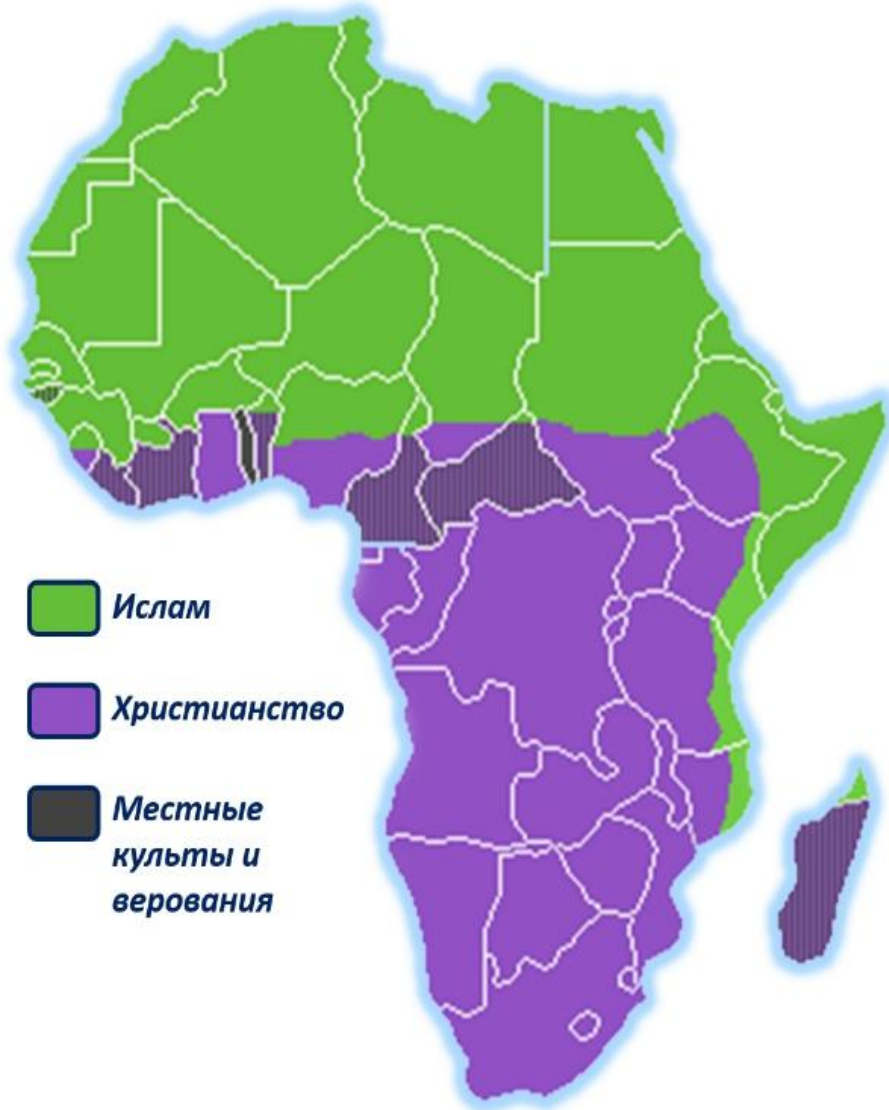 Ислам
Христианство
Местные
культы и
верования